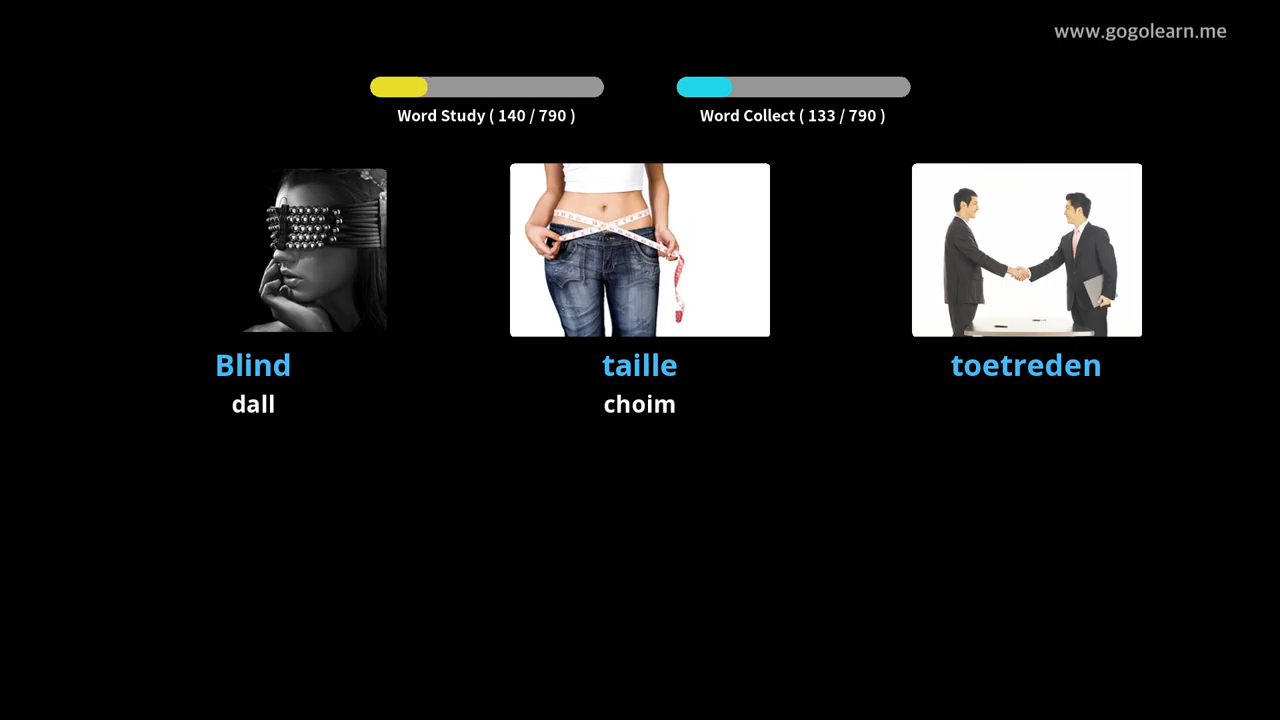 www.gogolearn.me
Word Study ( 140 / 790 )
Word Collect ( 133 / 790 )
Blind
dall
taille
choim
toetreden